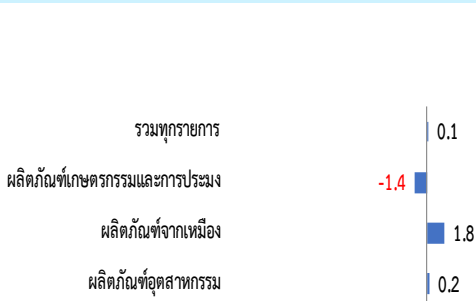 รวมทุกรายการ 0.1
ผลิตภัณฑ์เกษตรกรรมและการประมง -1.4
ผลิตภัณฑ์จากเหมือง 1.8
ผลิตภัณฑ์อุตสาหกรรม 0.2